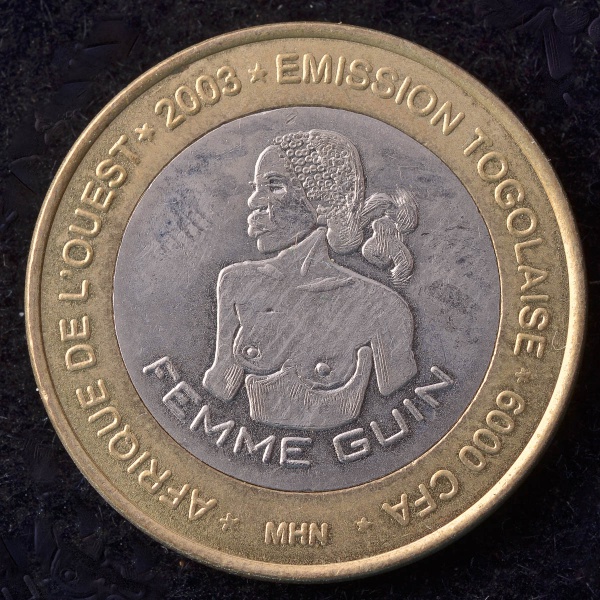 AFRIQUE DE L'OUEST * 2003 * EMISSION TOGOLAISE * 6000 CFA *
MHN *
FEMME GUIN